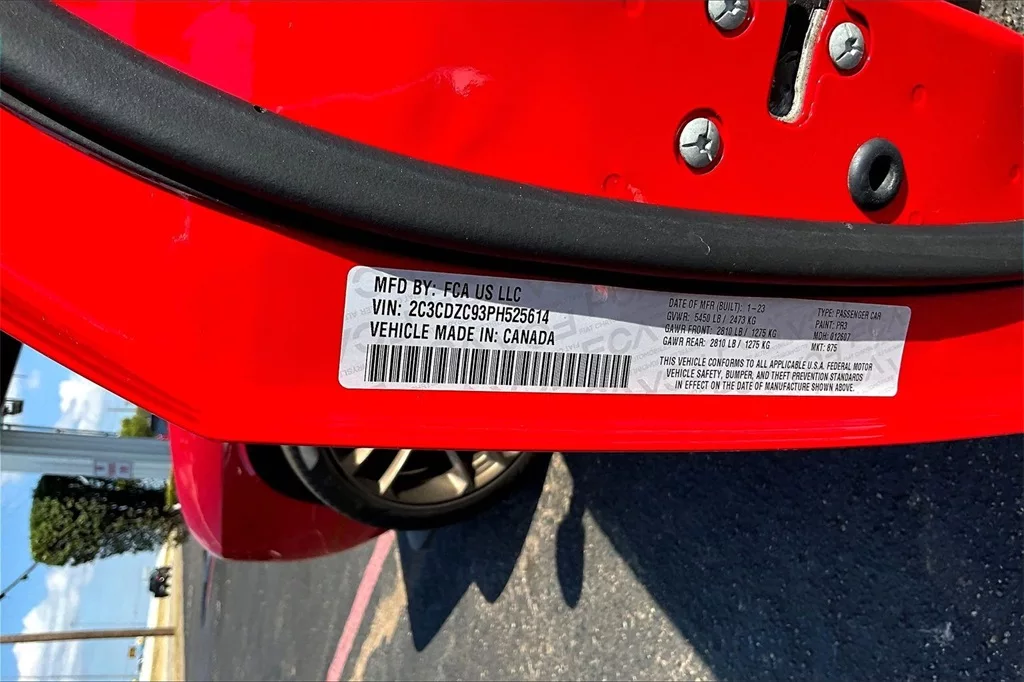 MFD BY: FCA US LLC
VIN: 2C3CDZC93PH525614
VEHICLE MADE IN: CANADA
DATE OF MFR (BUILT): 1-23
GVWR: 5450 LB / 2473 KG
GAWR FRONT: 2810 LB / 1275 KG
GAWR REAR: 2810 LB / 1275 KG
TYPE: PASSENGER CAR
PAINT: FR3
MDH: 012607
MKT: 875
THIS VEHICLE CONFORMS TO ALL APPLICABLE U.S.A. FEDERAL MOTOR
VEHICLE SAFETY, BUMPER, AND THEFT PREVENTION STANDARDS
IN EFFECT ON THE DATE OF MANUFACTURE SHOWN ABOVE.